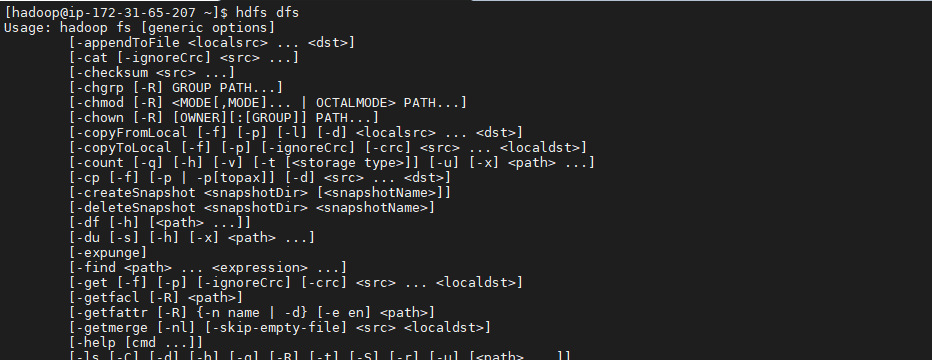 [hadoop@ip-172-31-65-207 ~]$ hdfs dfs
Usage: hadoop fs [generic options]
        [-appendToFile <localsrc> ... <dst>]
        [-cat [-ignoreCrc] <src> ...]
        [-checksum <src> ...]
        [-chgrp [-R] GROUP PATH...]
        [-chmod [-R] <MODE[,MODE]... | OCTALMODE> PATH...]
        [-chown [-R] [OWNER][:[GROUP]] PATH...]
        [-copyFromLocal [-f] [-p] [-l] [-d] <localsrc> ... <dst>]
        [-copyToLocal [-f] [-p] [-ignoreCrc] [-crc] <src> ... <localdst>]
        [-count [-q] [-h] [-v] [-t [<storage type>]] [-u] [-x] <path> ...]
        [-cp [-f] [-p | -p[topax]] [-d] <src> ... <dst>]
        [-createSnapshot <snapshotDir> [<snapshotName>]]
        [-deleteSnapshot <snapshotDir> <snapshotName>]
        [-df [-h] [<path> ...]]
        [-du [-s] [-h] [-x] <path> ...]
        [-expunge]
        [-find <path> ... <expression> ...]
        [-get [-f] [-p] [-ignoreCrc] [-crc] <src> ... <localdst>]
        [-getfacl [-R] <path>]
        [-getfattr [-R] {-n name | -d} [-e en] <path>]
        [-getmerge [-nl] [-skip-empty-file] <src> <localdst>]
        [-help [cmd ...]]
        [-ls [-C] [-d] [-h] [-q] [-R] [-t] [-S] [-r] [-u] [<path> ...]]